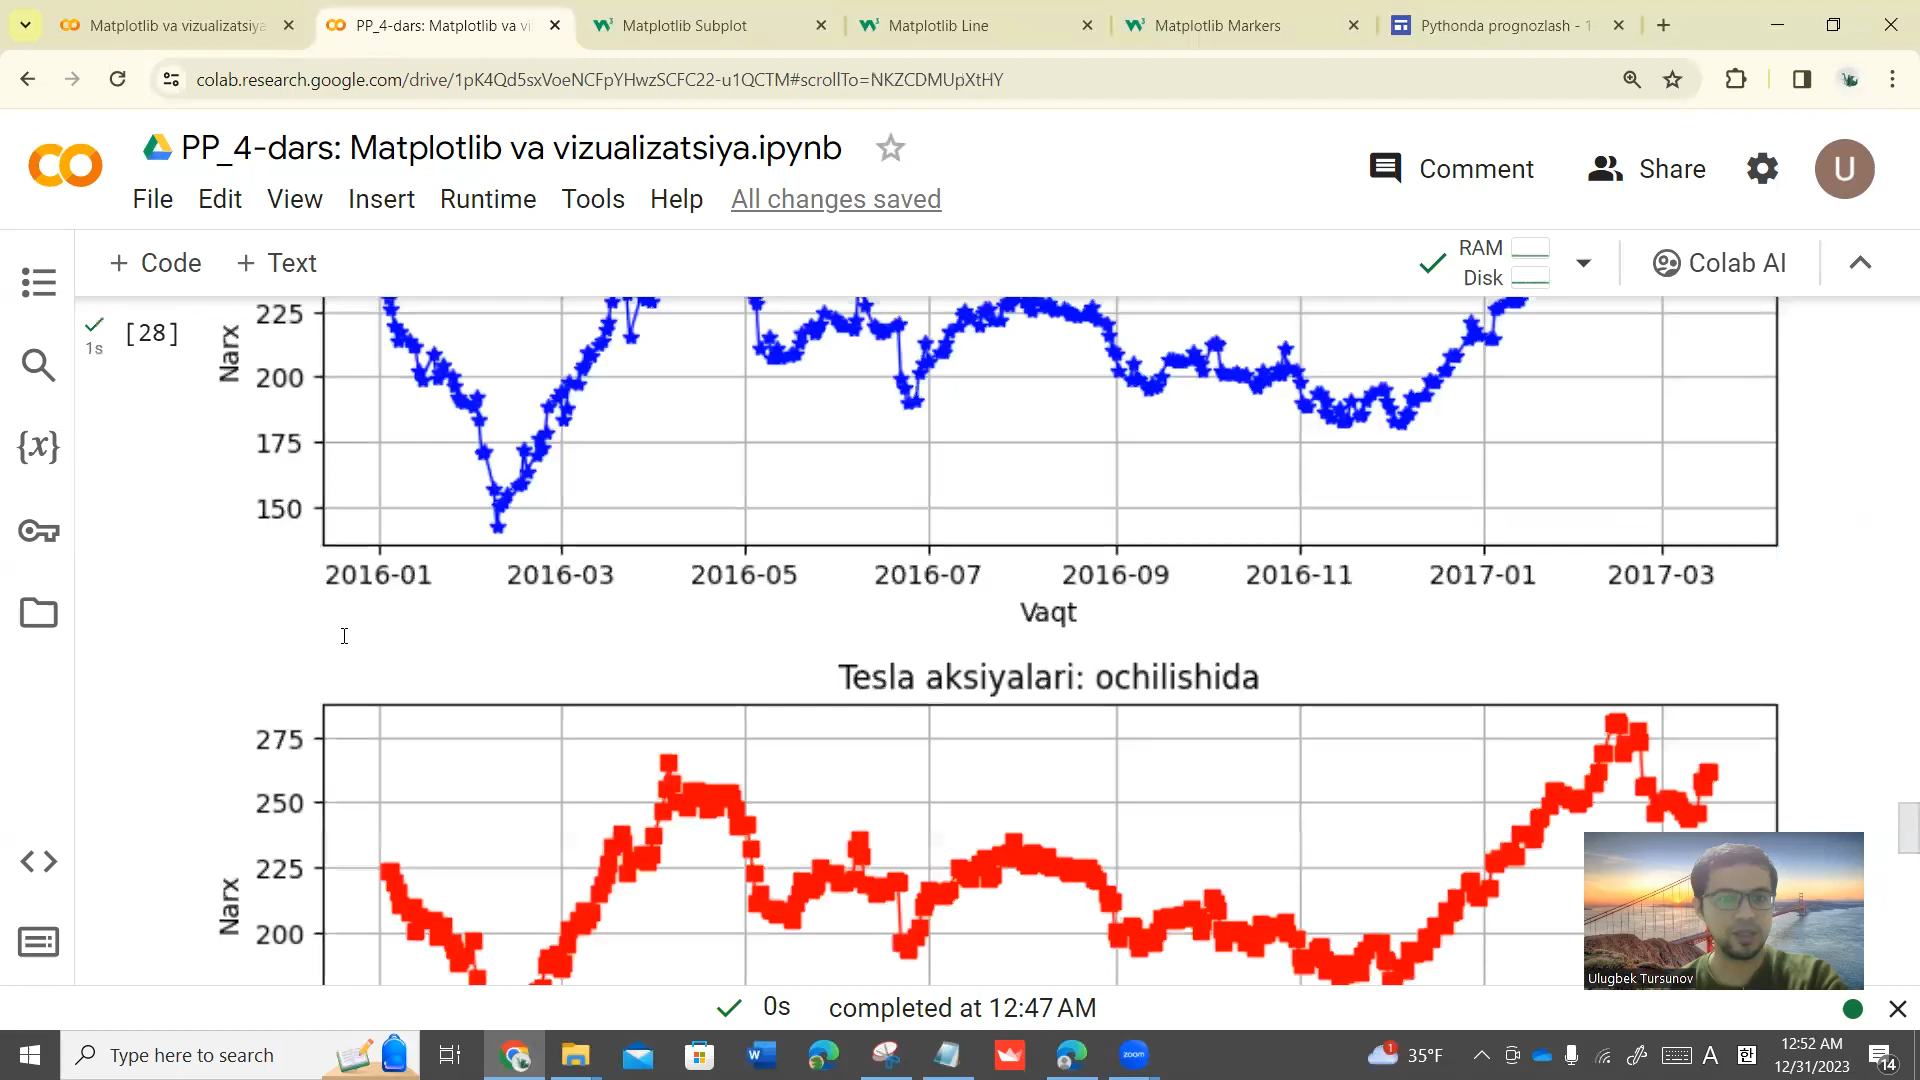 Matplotlib va vizualizatsiya
PP_4-dars: Matplotlib va vi
Matplotlib Subplot
Matplotlib Line
Matplotlib Markers
Pythonda prognozlash - 1
colab.research.google.com/drive/1pK4Qd5sxVoeNCFpYHwzSCFC22-u1QCTM#scrollTo=NKZCDMUpXtHY
PP_4-dars: Matplotlib va vizualizatsiya.ipynb
Comment
Share
U
File Edit View Insert Runtime Tools Help All changes saved
+ Code + Text
RAM
Disk
Colab AI
[28]
1s
{x}
225
200
175
150
Narx
2016-01 2016-03 2016-05 2016-07 2016-09 2016-11 2017-01 2017-03
Vaqt
Tesla aksiyalari: ochilishida
275
250
225
200
Narx
Ulugbek Tursunov
0s completed at 12:47 AM
Type here to search
zoom
1
35°F
A
한
12:52 AM
12/31/2023
14